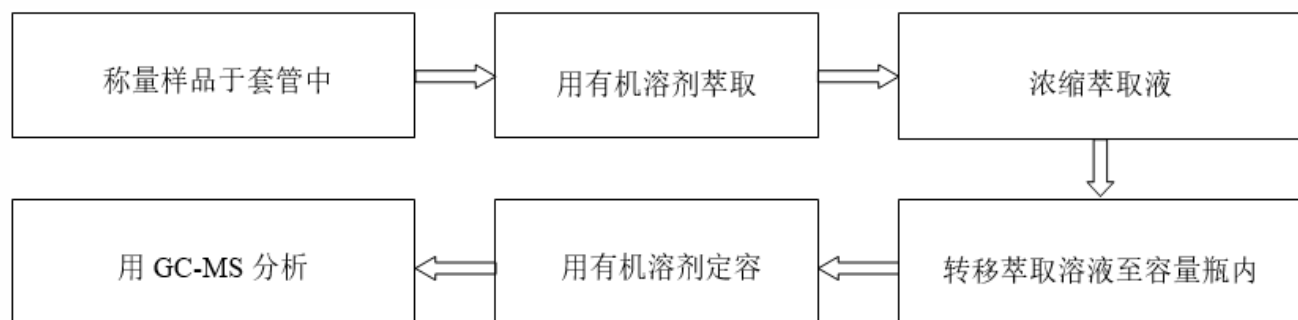 称量样品于套管中
用有机溶剂萃取
浓缩萃取液
转移萃取溶液至容量瓶内
用有机溶剂定容
用 GC-MS 分析